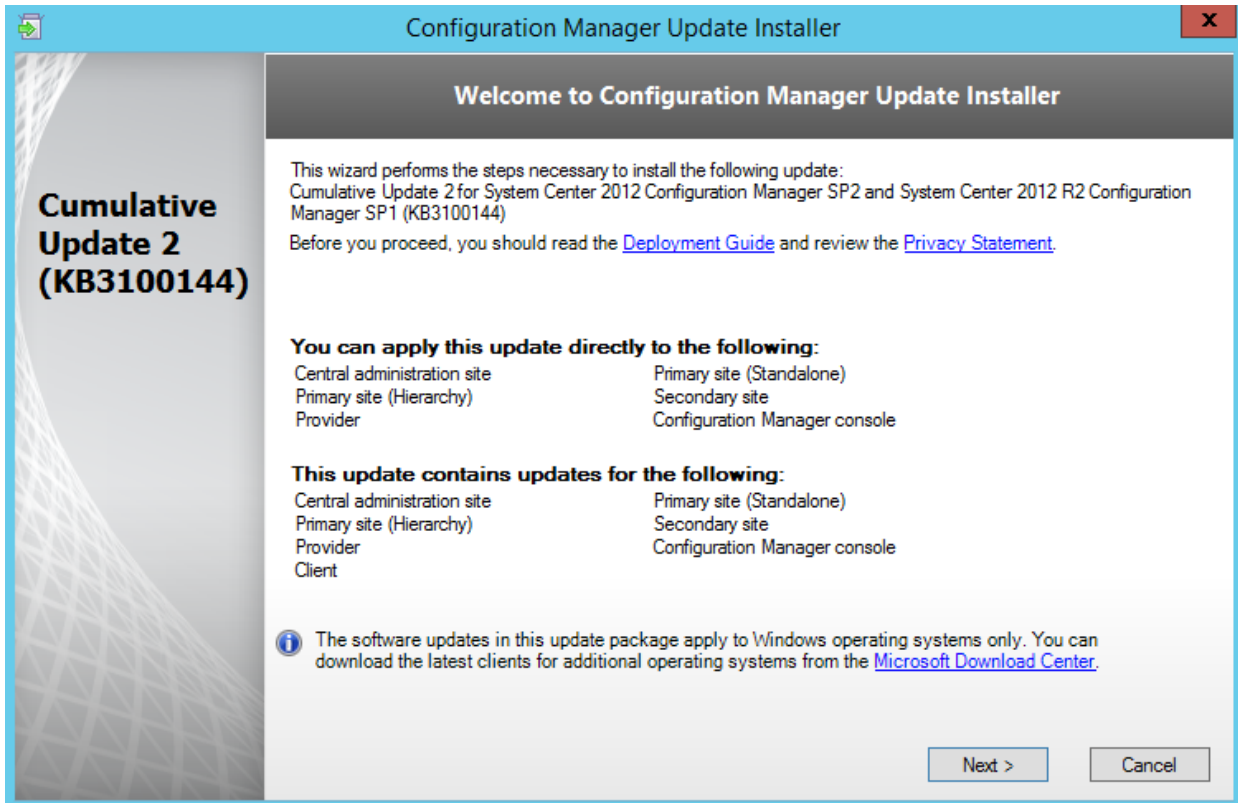 Configuration Manager Update Installer
x
Welcome to Configuration Manager Update Installer
Cumulative
Update 2
(KB3100144)
This wizard performs the steps necessary to install the following update:
Cumulative Update 2 for System Center 2012 Configuration Manager SP2 and System Center 2012 R2 Configuration
Manager SP1 (KB3100144)
Before you proceed, you should read the Deployment Guide and review the Privacy Statement.
You can apply this update directly to the following:
Central administration site Primary site (Standalone)
Primary site (Hierarchy) Secondary site
Provider Configuration Manager console
This update contains updates for the following:
Central administration site Primary site (Standalone)
Primary site (Hierarchy) Secondary site
Provider Configuration Manager console
Client
The software updates in this update package apply to Windows operating systems only. You can
download the latest clients for additional operating systems from the Microsoft Download Center.
Next > Cancel